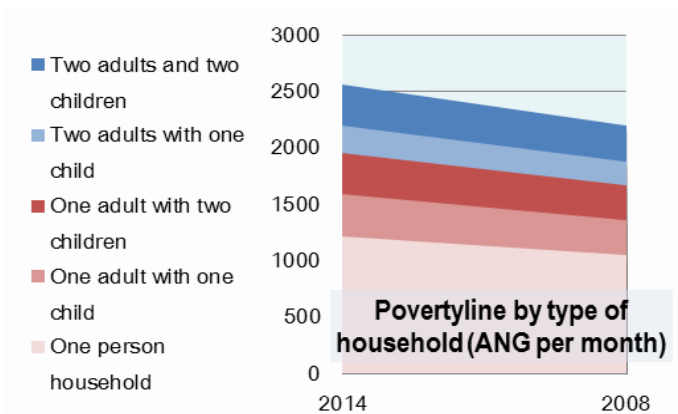 3000
2500
2000
1500
1000
500
0
Two adults and two
children
Two adults with one
child
One adult with two
children
One adult with one
child
One person
household
Povertyline by type of
household (ANG per month)
2014
2008